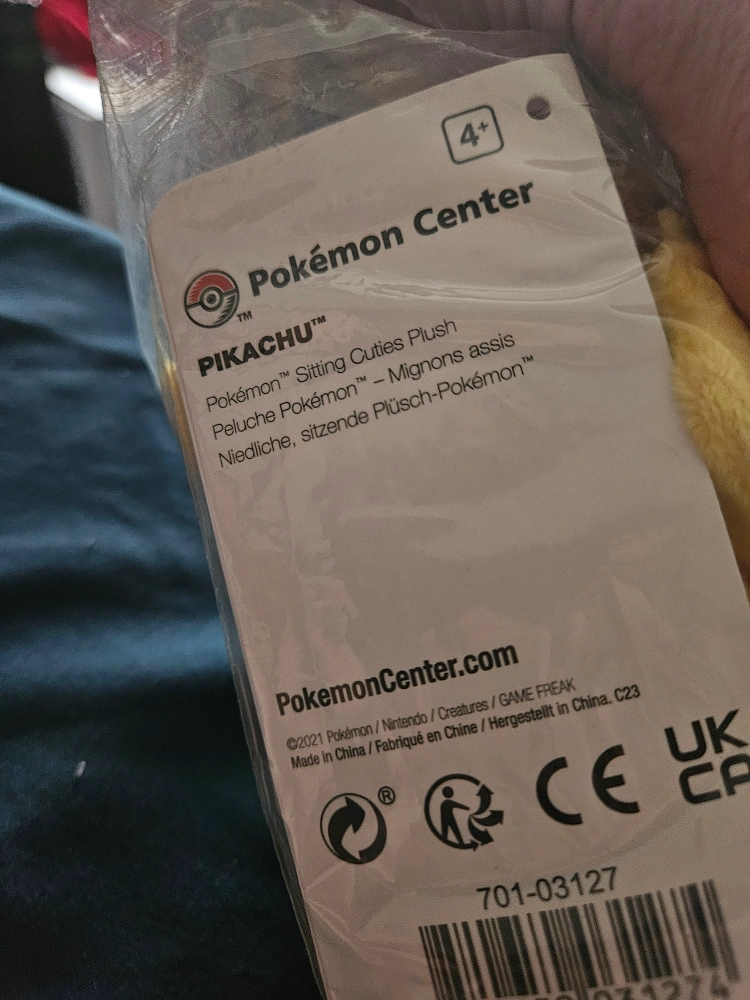 4+
Pokémon Center
TM
PIKACHU™
Pokémon™ Sitting Cuties Plush
Peluche Pokémon™ – Mignons assis
Niedliche, sitzende Plüsch-Pokémon™
PokemonCenter.com
©2021 Pokémon / Nintendo / Creatures / GAME FREAK
Made in China / Fabriqué en Chine / Hergestellt in China. C23
®
CE
UK
CA
701-03127